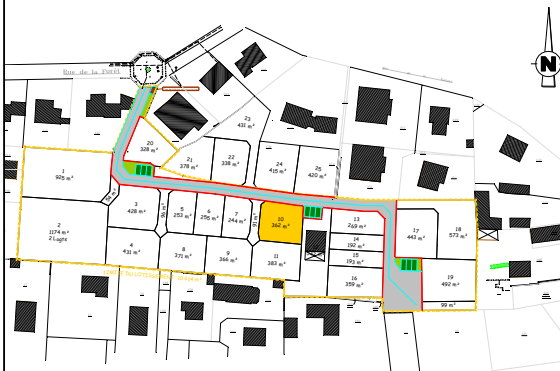 N
Rue de la Forêt
23
431 m²
20
328 m²
21
378 m²
22
338 m²
24
415 m²
25
420 m²
1
925 m²
3
428 m²
5
253 m²
6
256 m²
7
244 m²
10
362 m²
13
269 m²
17
443 m²
18
573 m²
2
1174 m²
2 Logts
14
192 m²
15
193 m²
4
431 m²
8
371 m²
9
366 m²
11
383 m²
16
359 m²
19
492 m²
99 m²